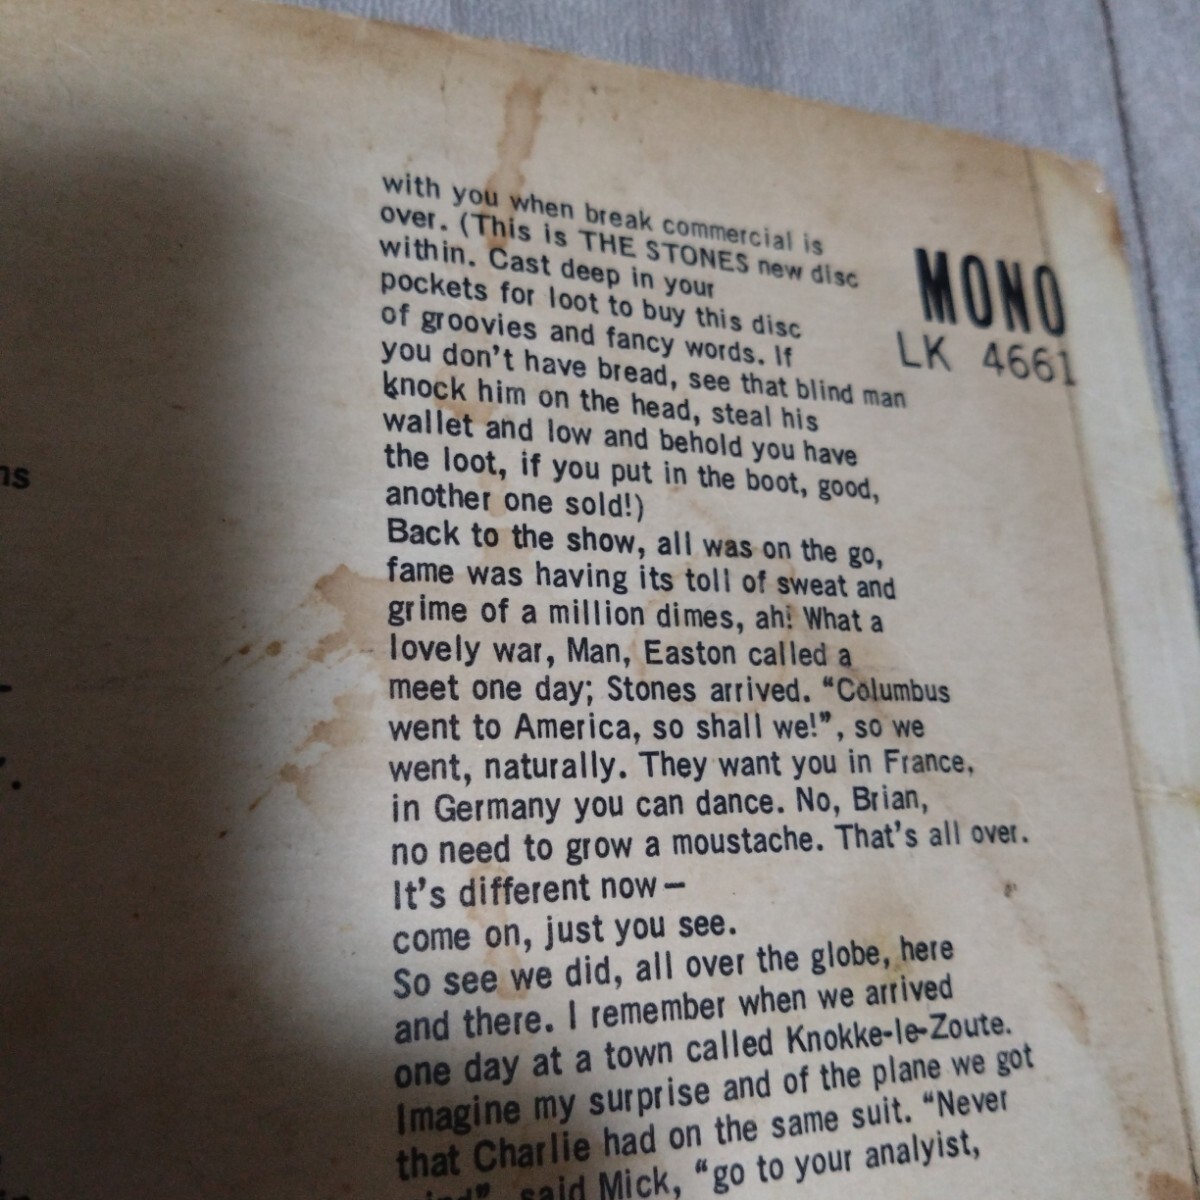 with you when break commercial is
over. (This is THE STONES new disc
within. Cast deep in your
pockets for loot to buy this disc
of groovies and fancy words. If
you don't have bread, see that blind man
knock him on the head, steal his
wallet and low and behold you have
the loot, if you put in the boot, good,
another one sold!)
Back to the show, all was on the go,
fame was having its toll of sweat and
grime of a million dimes, ah! What a
lovely war, Man, Easton called a
meet one day; Stones arrived. “Columbus
went to America, so shall we!”, so we
went, naturally. They want you in France,
in Germany you can dance. No, Brian,
no need to grow a moustache. That's all over.
It's different now—
come on, just you see.
So see we did, all over the globe, here
and there. I remember when we arrived
one day at a town called Knokke-le-Zoute.
Imagine my surprise and of the plane we got
that Charlie had on the same suit. “Never
said Mick, “go to your analyist,
MONO
LK 4661